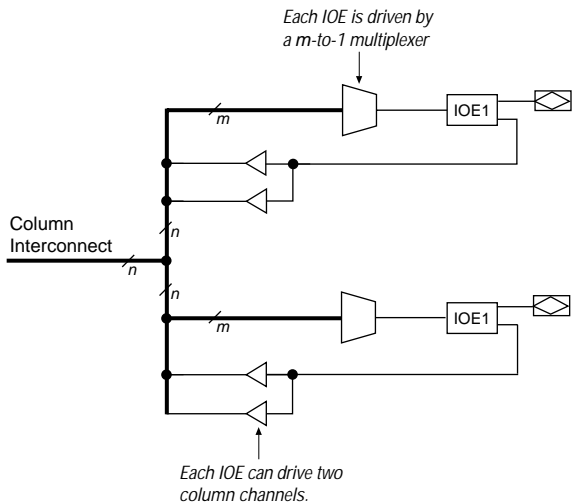 Each IOE is driven by
a m-to-1 multiplexer
m
IOE1
n
Column
Interconnect
n
n
m
IOE1
Each IOE can drive two
column channels.